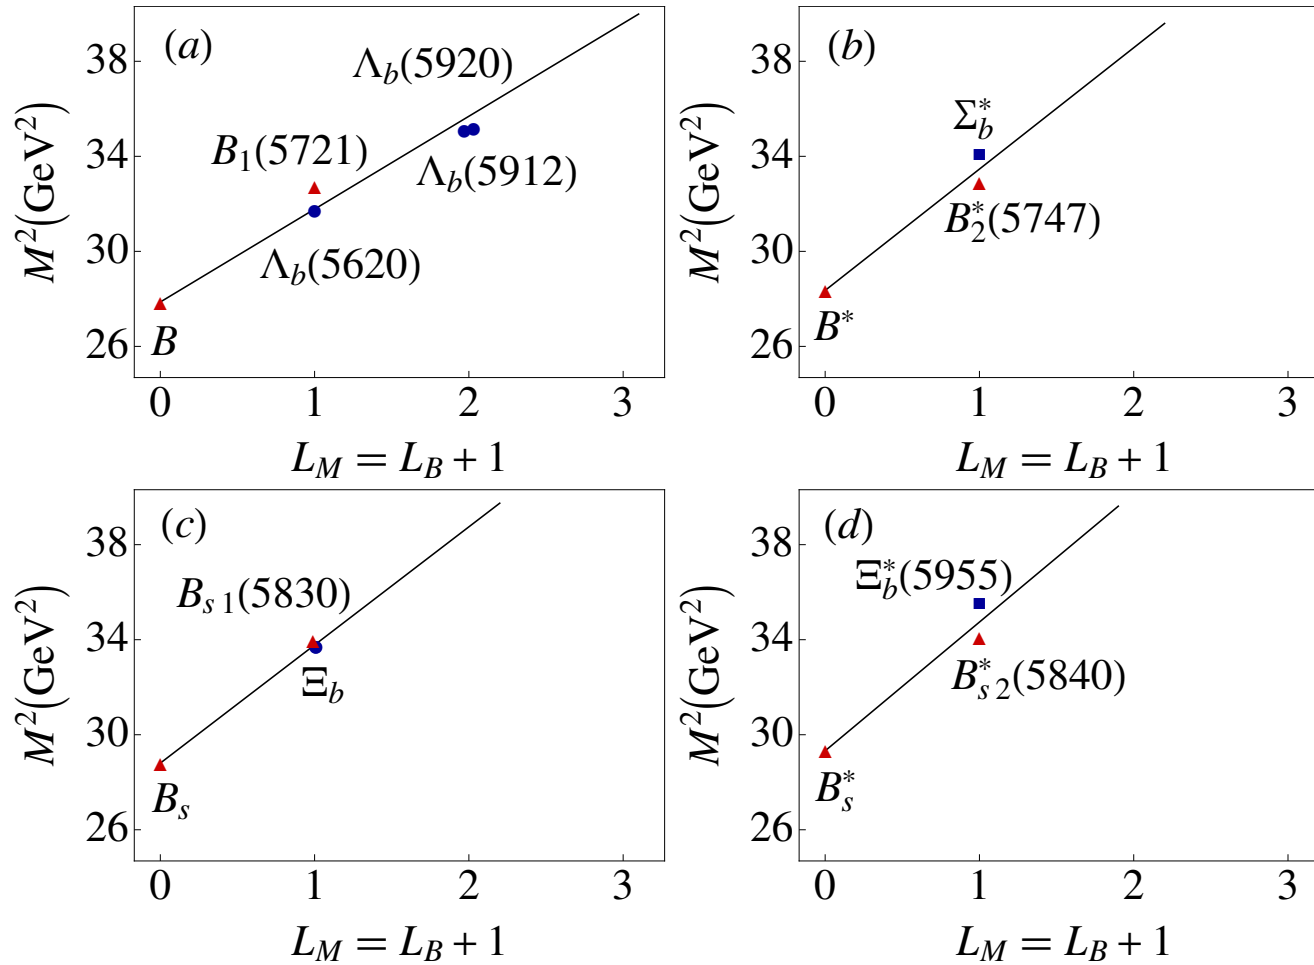 (a)
Λ_b(5920)
B_1(5721)
Λ_b(5912)
Λ_b(5620)
B
38
34
30
26
M^2(GeV^2)
0 1 2 3
L_M = L_B + 1
(b)
Σ_b^*
B_2^*(5747)
B^*
38
34
30
26
M^2(GeV^2)
0 1 2 3
L_M = L_B + 1
(c)
B_{s 1}(5830)
Ξ_b
B_s
38
34
30
26
M^2(GeV^2)
0 1 2 3
L_M = L_B + 1
(d)
Ξ_b^*(5955)
B_{s 2}^*(5840)
B_s^*
38
34
30
26
M^2(GeV^2)
0 1 2 3
L_M = L_B + 1